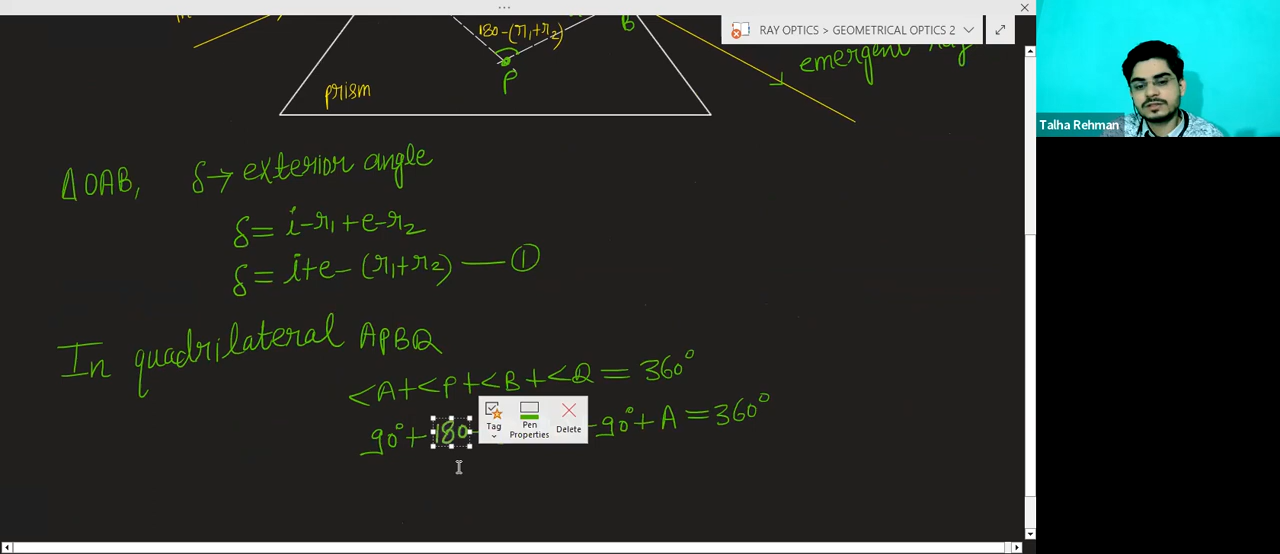 RAY OPTICS > GEOMETRICAL OPTICS 2
180-(r₁+r₂)
B
emergent
P
prism
Talha Rehman
ΔOAB, δ→ exterior angle
δ= i-r₁+e-r₂
δ= i+e-(r₁+r₂) — ①
In quadrilateral APBQ
<A+<P+<B+<Q = 360°
90°+ 180
90°+A = 360°
Tag
Pen Properties
Delete